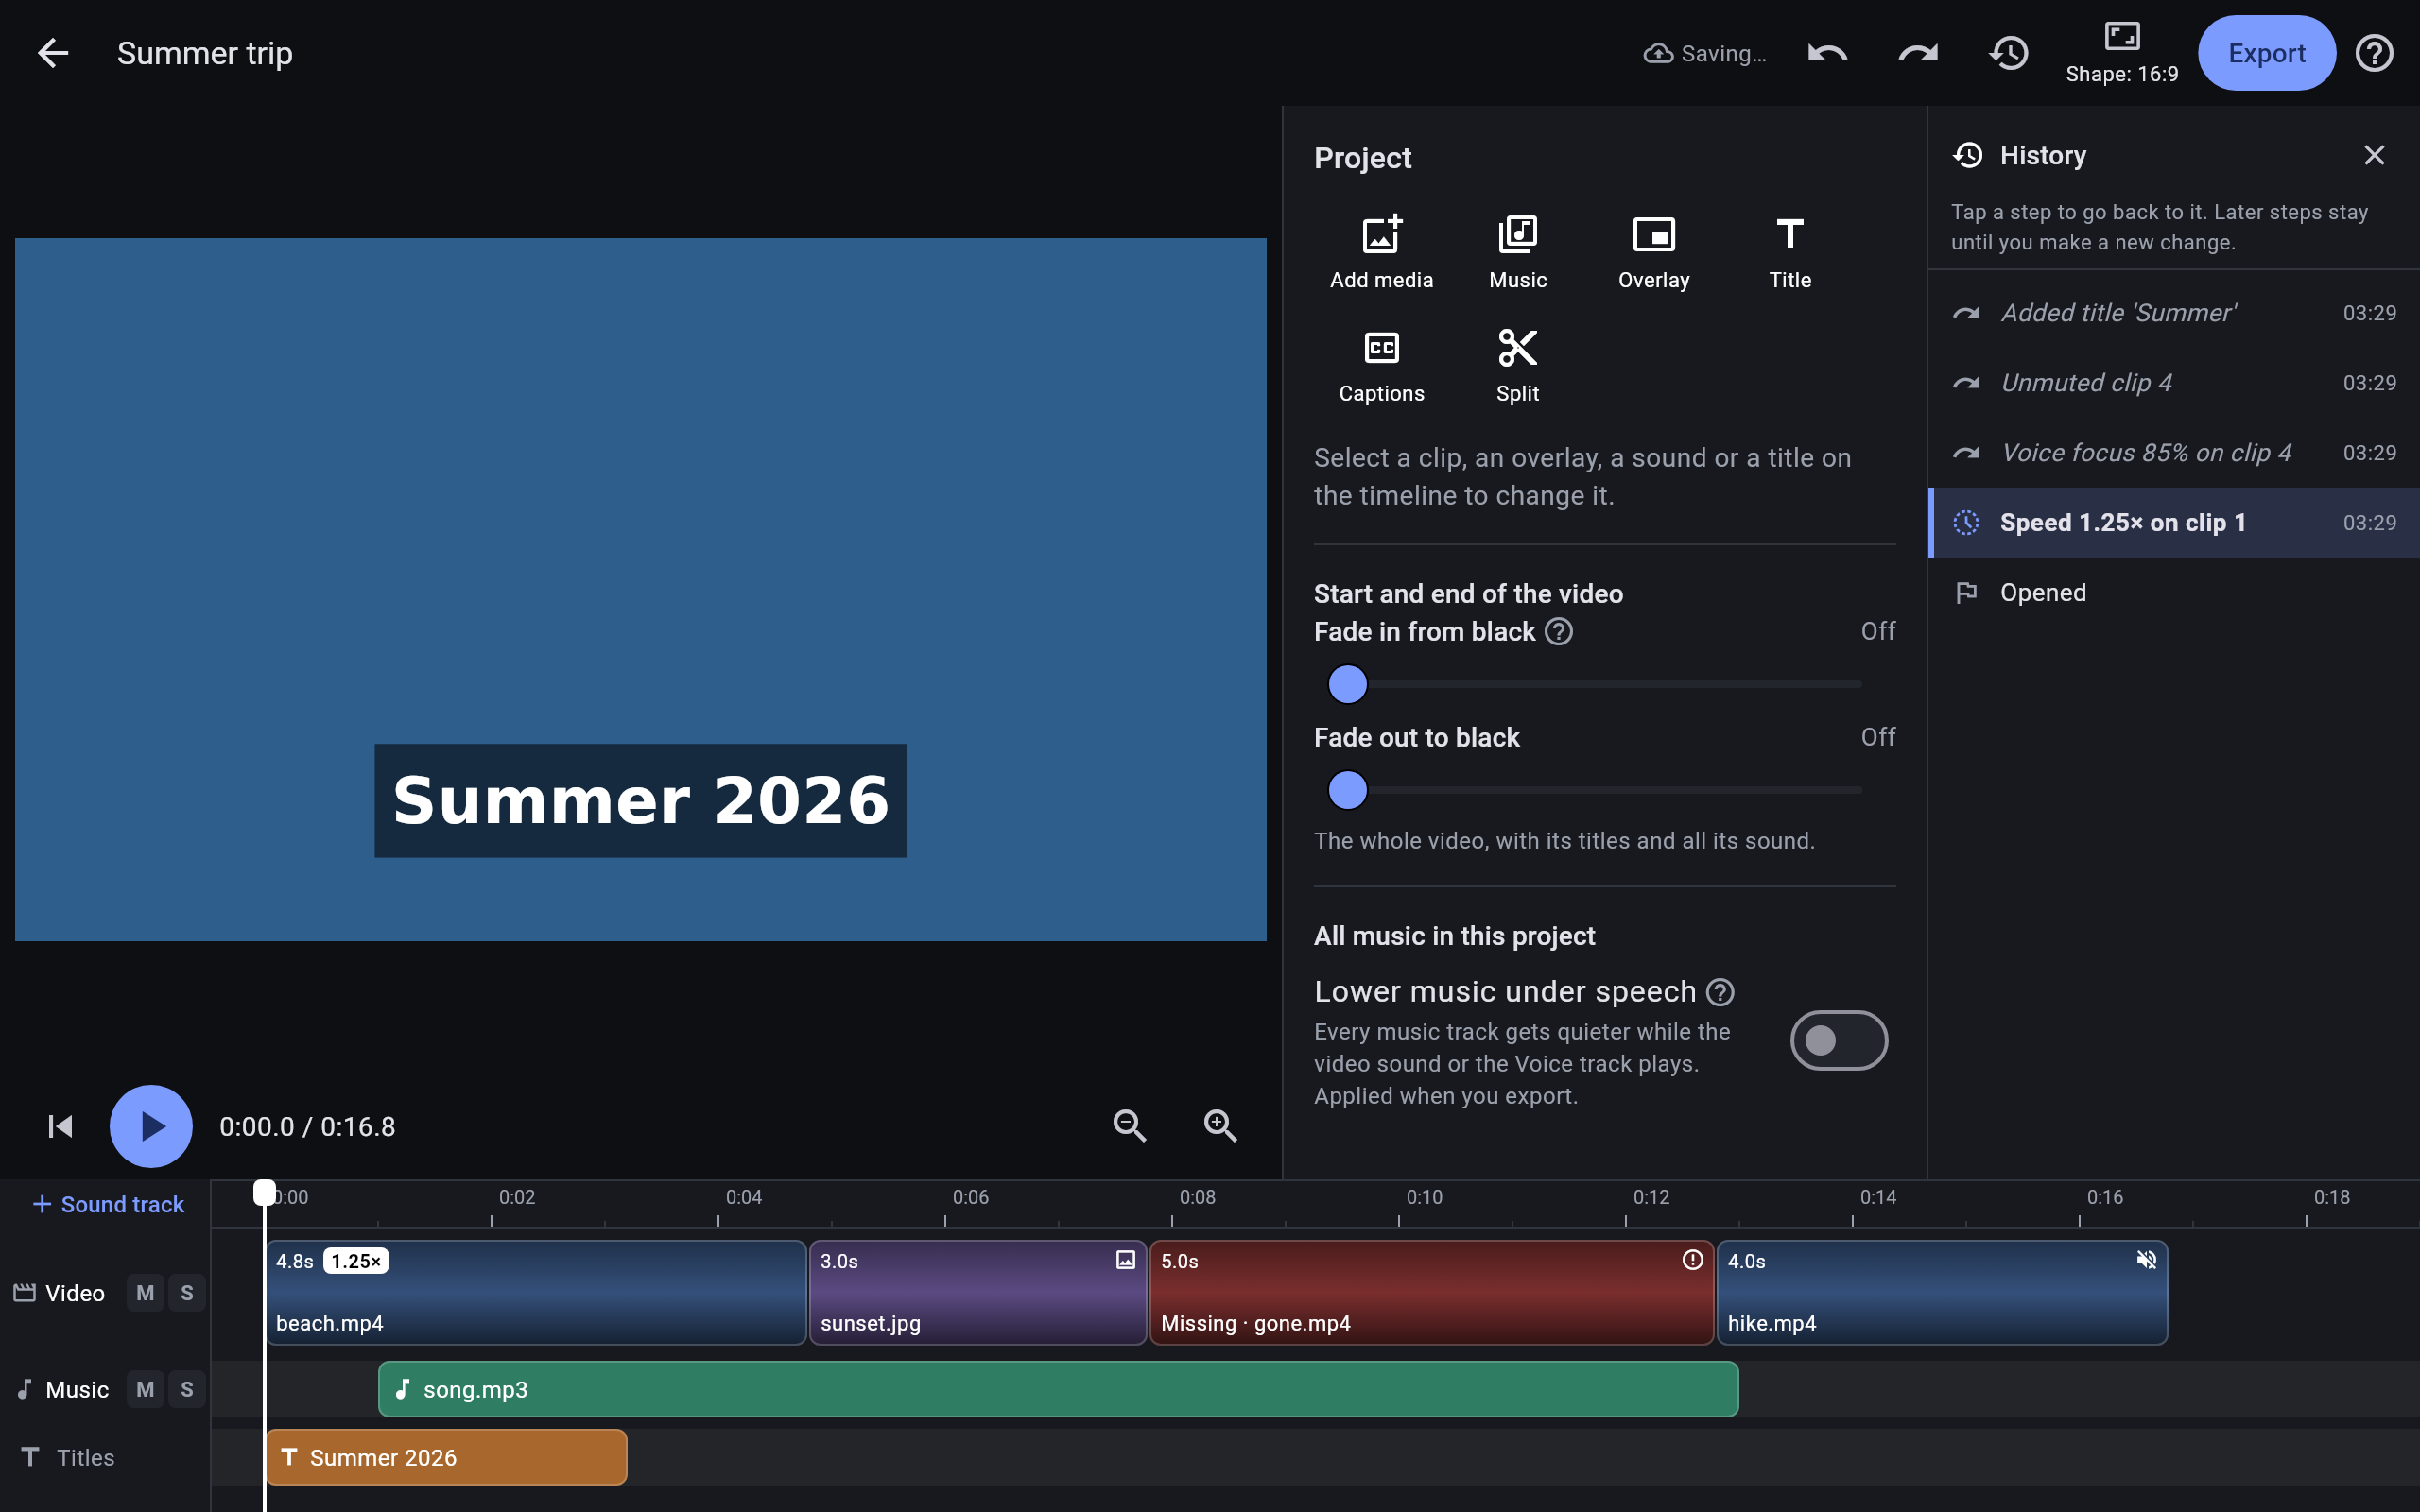 Summer trip
Saving...
Shape: 16:9
Export
Project
Add media
Music
Overlay
Title
Captions
Split
Select a clip, an overlay, a sound or a title on
the timeline to change it.
Start and end of the video
Fade in from black
Off
Fade out to black
Off
The whole video, with its titles and all its sound.
All music in this project
Lower music under speech
Every music track gets quieter while the
video sound or the Voice track plays.
Applied when you export.
History
Tap a step to go back to it. Later steps stay
until you make a new change.
Added title 'Summer' 03:29
Unmuted clip 4 03:29
Voice focus 85% on clip 4 03:29
Speed 1.25× on clip 1 03:29
Opened
Summer 2026
0:00.0 / 0:16.8
+ Sound track
0:00 0:02 0:04 0:06 0:08 0:10 0:12 0:14 0:16 0:18
Video M S
4.8s 1.25×
beach.mp4
3.0s
sunset.jpg
5.0s
Missing · gone.mp4
4.0s
hike.mp4
Music M S
song.mp3
Titles
Summer 2026